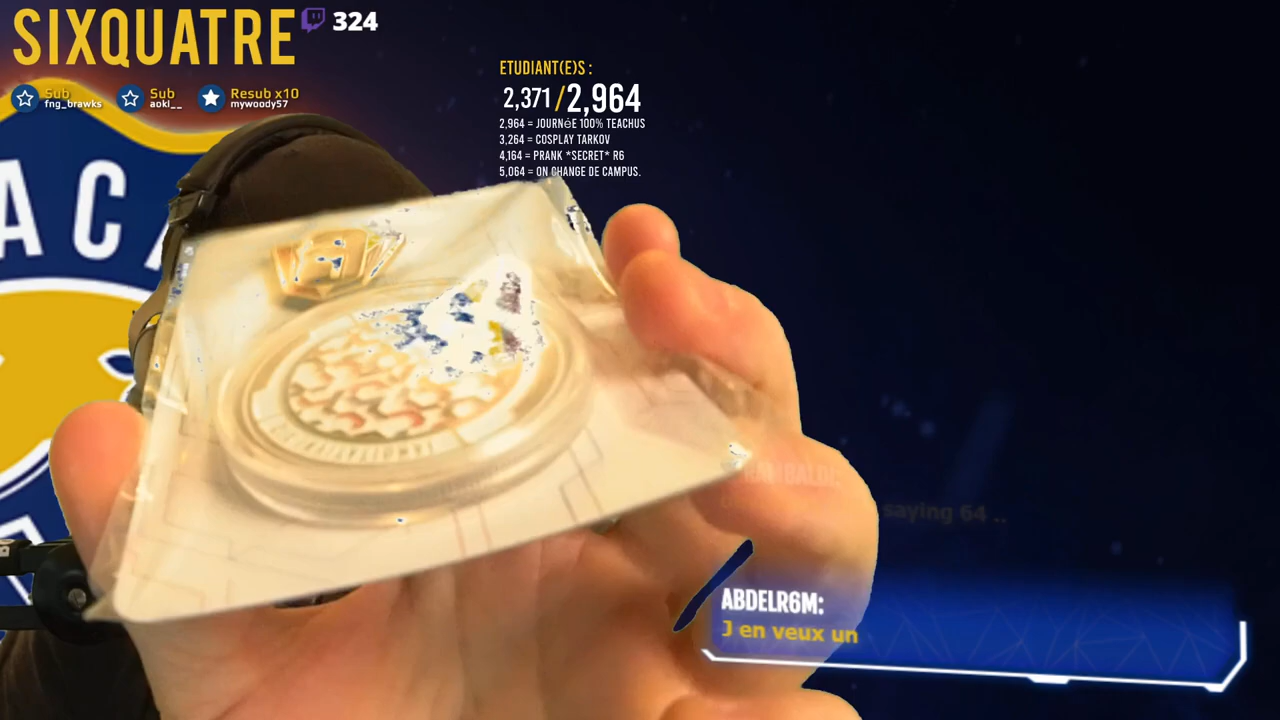 SIXQUATRE
324
Sub
fng_brawks
Sub
aokl__
Resub x10
mywoody57
ETUDIANT(E)S :
2,371/2,964
2,964 = JOURNéE 100% TEACHUS
3,264 = COSPLAY TARKOV
4,164 = PRANK *SECRET* R6
5,064 = ON CHANGE DE CAMPUS.
ACA
saying 64 ..
ABDELR6M:
J en veux un